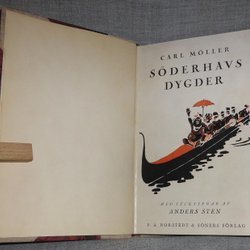 CARL MÖLLER
SÖDERHAVS
DYGDER
MED TECKNINGAR AV
ANDERS STEN
P. A. NORSTEDT & SÖNERS FÖRLAG